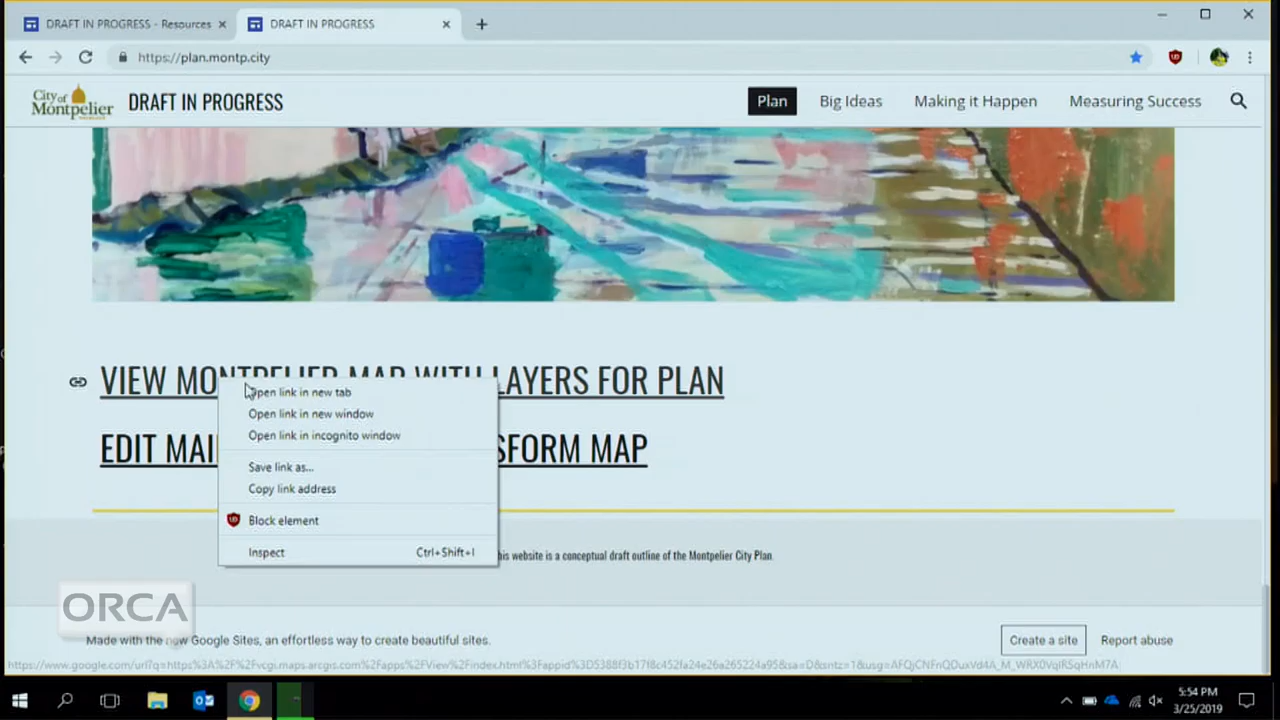 DRAFT IN PROGRESS - Resources
DRAFT IN PROGRESS
https://plan.montp.city
City of
Montpelier
DRAFT IN PROGRESS
Plan
Big Ideas
Making it Happen
Measuring Success
VIEW MONTPELIER MAP WITH LAYERS FOR PLAN
Open link in new tab
Open link in new window
Open link in incognito window
EDIT MAI
SFORM MAP
Save link as...
Copy link address
Block element
Inspect
Ctrl+Shift+I
his website is a conceptual draft outline of the Montpelier City Plan.
ORCA
Made with the new Google Sites, an effortless way to create beautiful sites.
Create a site
Report abuse
5:54 PM
3/25/2019